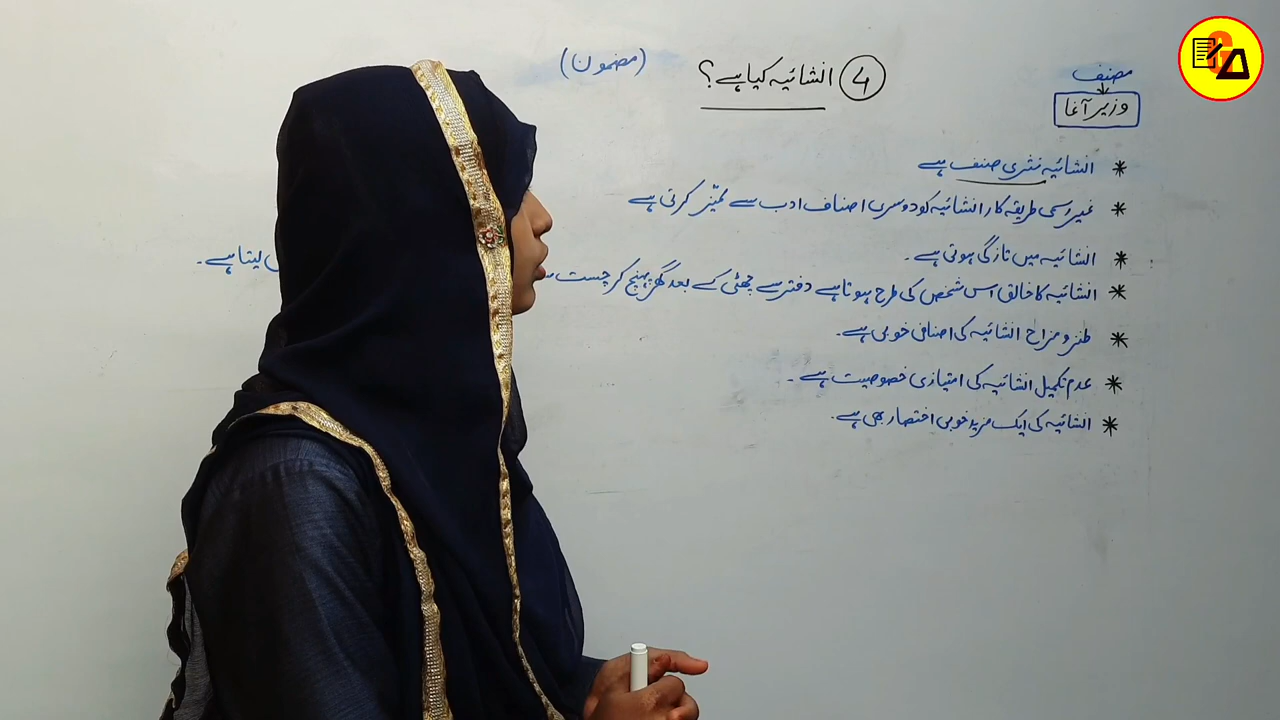 مصنف
وزیر آغا
④ انشائیہ کیا ہے؟ (مضمون)
* انشائیہ نثری صنف ہے
* غیر رسمی طریقہ کار انشائیہ کو دوسری اصناف ادب سے ممیّز کرتی ہے
* انشائیہ میں تازگی ہوتی ہے۔
* انشائیہ کا خالق اس شخص کی طرح ہوتا ہے دفتر سے چھٹی کے بعد گھر پہنچ کر چست لیتا ہے۔
* طنز و مزاح انشائیہ کی اضافی خوبی ہے۔
* عدم تکمیل انشائیہ کی امتیازی خصوصیت ہے۔
* انشائیہ کی ایک مزید خوبی اختصار بھی ہے۔